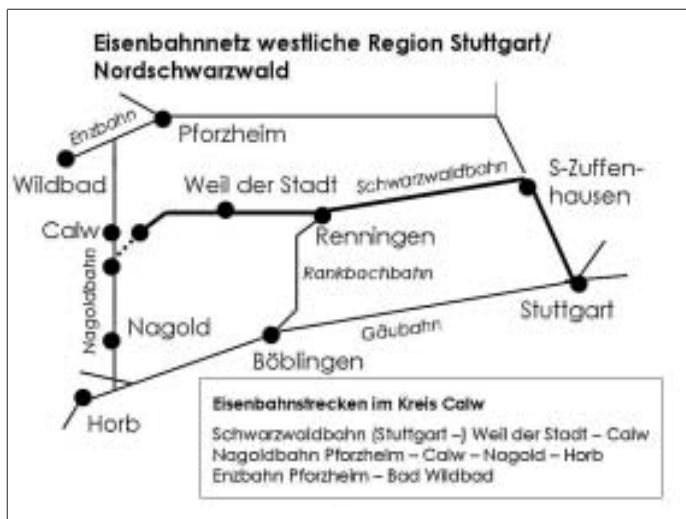 Eisenbahnnetz westliche Region Stuttgart/
Nordschwarzwald
Enzbahn
Pforzheim
Wildbad
Weil der Stadt
Schwarzwaldbahn
S-Zuffen-
hausen
Calw
Renningen
Nagoldbahn
Rankbachbahn
Nagold
Gäubahn
Stuttgart
Böblingen
Horb
Eisenbahnstrecken im Kreis Calw
Schwarzwaldbahn (Stuttgart –) Weil der Stadt – Calw
Nagoldbahn Pforzheim – Calw – Nagold – Horb
Enzbahn Pforzheim – Bad Wildbad